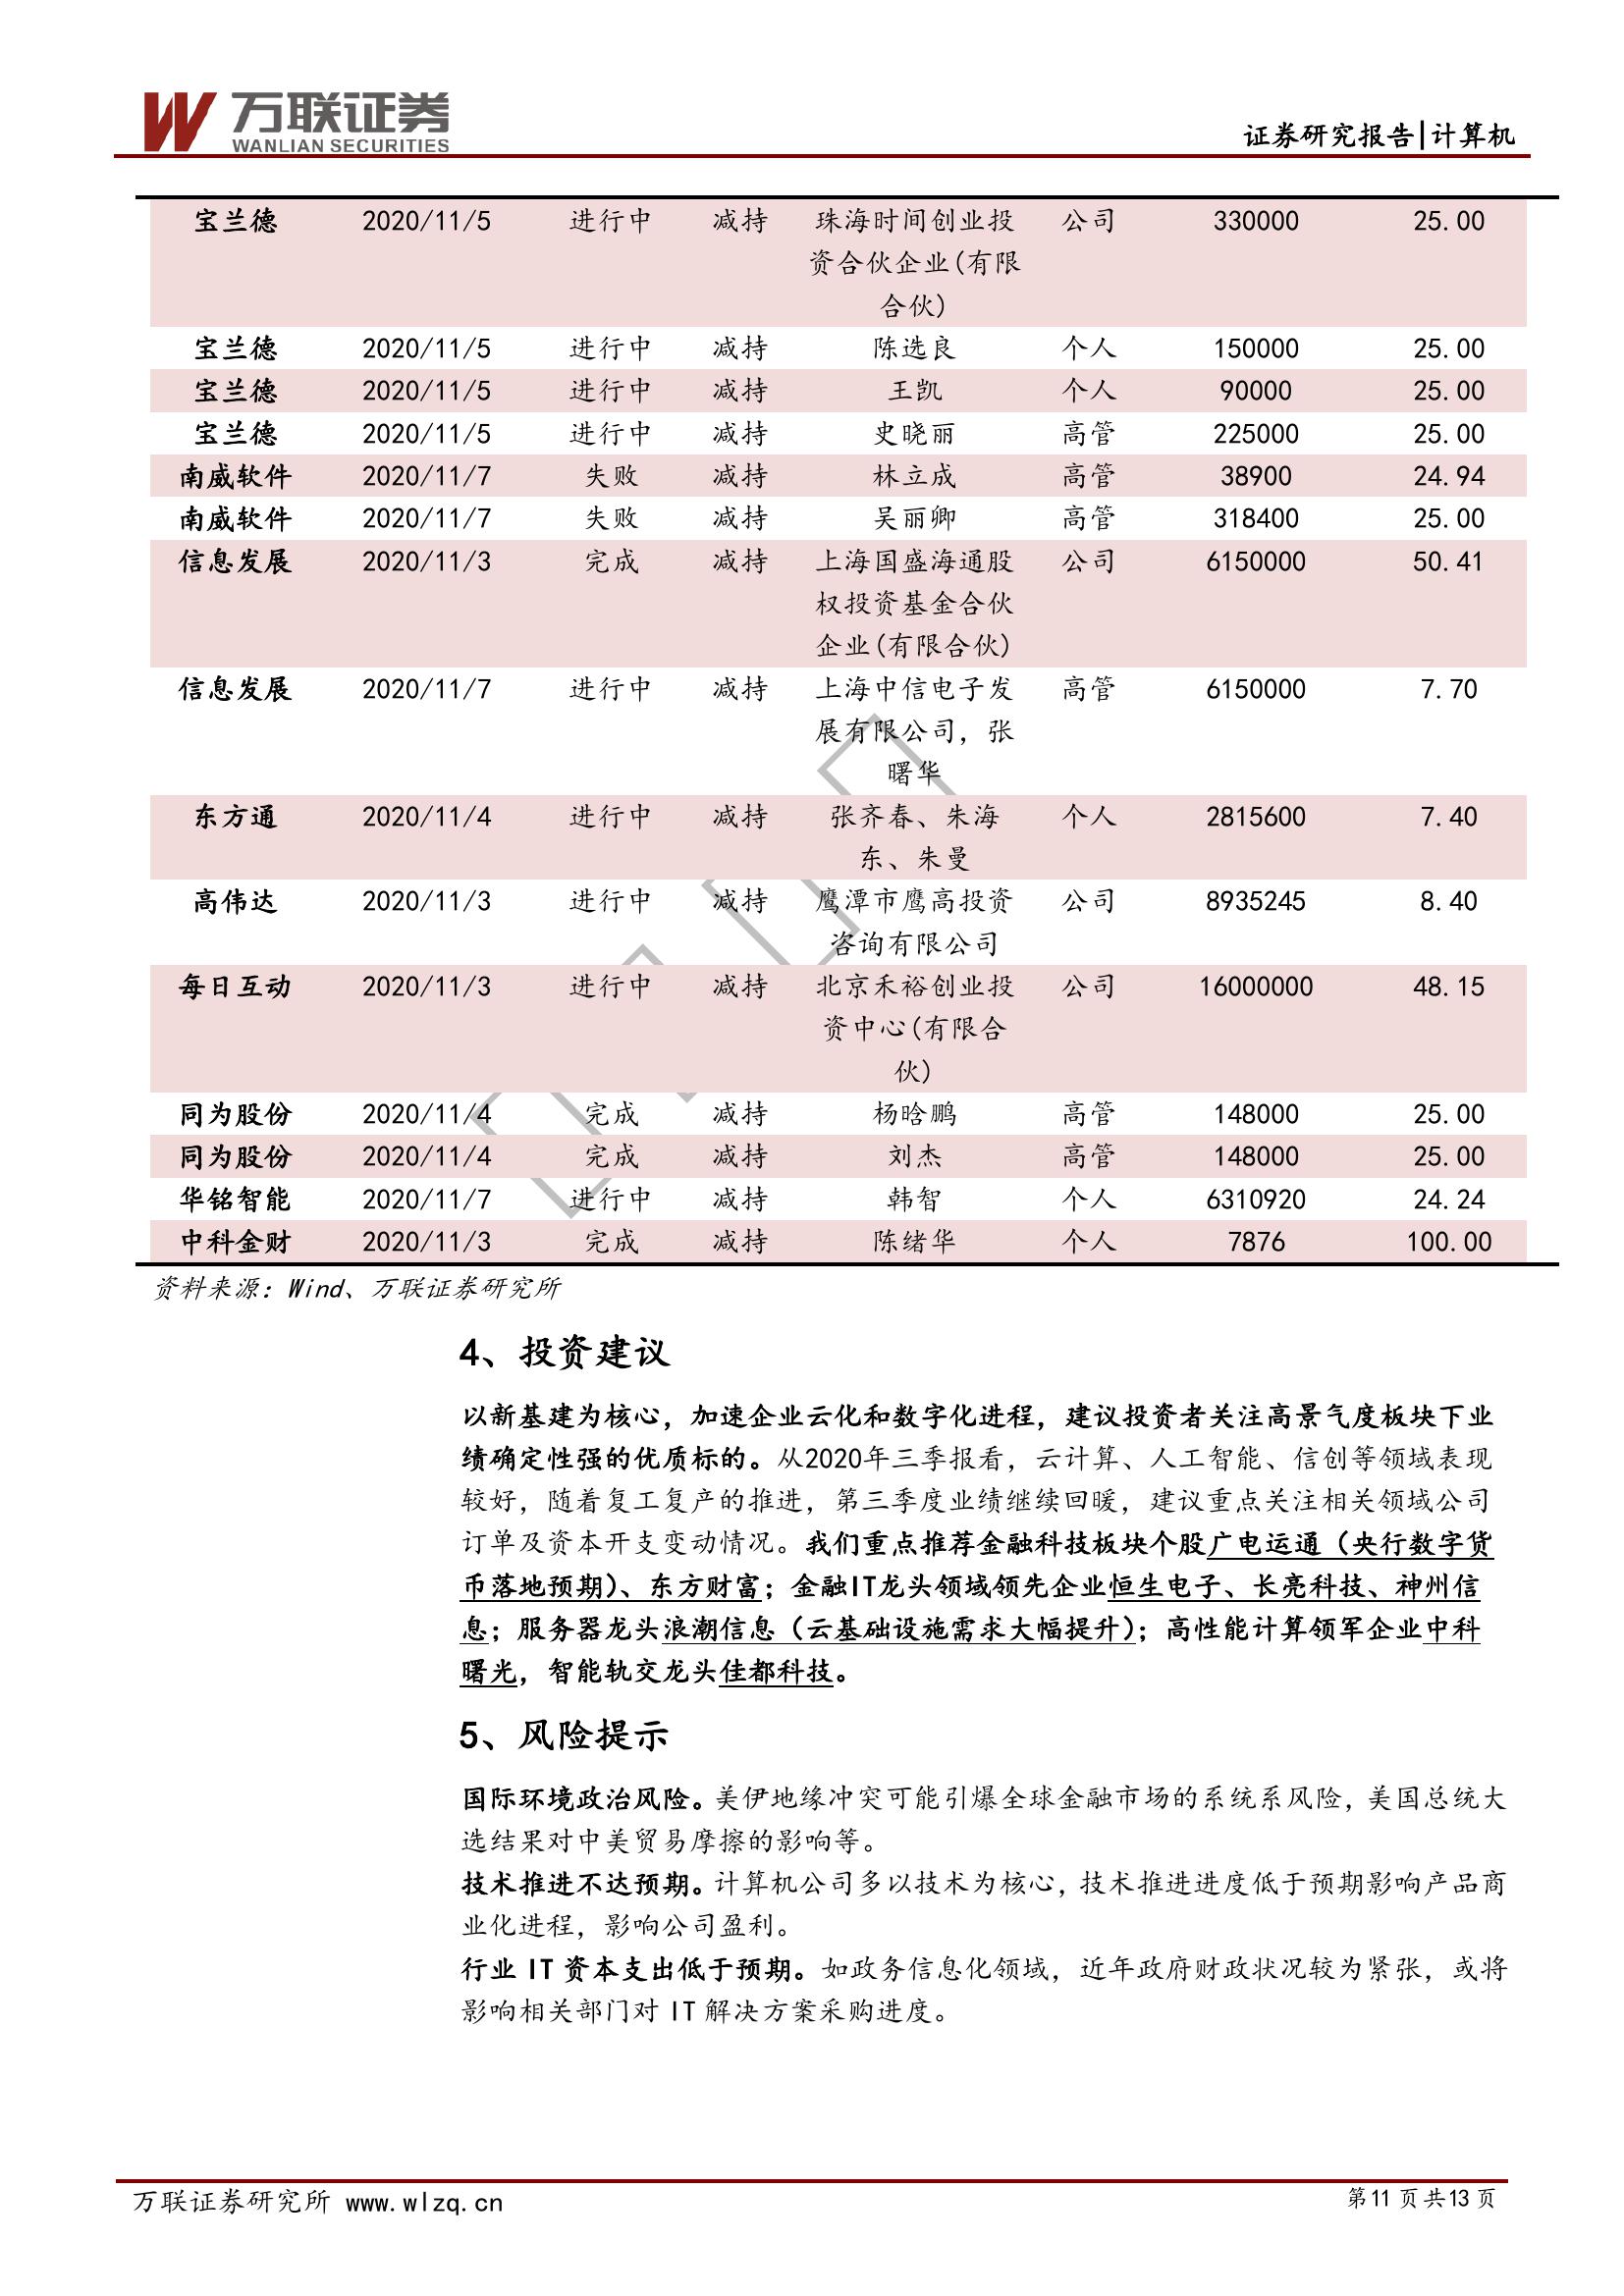 万联证券
WANLIAN SECURITIES
证券研究报告|计算机
宝兰德 2020/11/5 进行中 减持 珠海时间创业投 公司 330000 25.00
资合伙企业(有限
合伙)
宝兰德 2020/11/5 进行中 减持 陈选良 个人 150000 25.00
宝兰德 2020/11/5 进行中 减持 王凯 个人 90000 25.00
宝兰德 2020/11/5 进行中 减持 史晓丽 高管 225000 25.00
南威软件 2020/11/7 失败 减持 林立成 高管 38900 24.94
南威软件 2020/11/7 失败 减持 吴丽卿 高管 318400 25.00
信息发展 2020/11/3 完成 减持 上海国盛海通股 公司 6150000 50.41
权投资基金合伙
企业(有限合伙)
信息发展 2020/11/7 进行中 减持 上海中信电子发 高管 6150000 7.70
展有限公司，张
曙华
东方通 2020/11/4 进行中 减持 张齐春、朱海 个人 2815600 7.40
东、朱曼
高伟达 2020/11/3 进行中 减持 鹰潭市鹰高投资 公司 8935245 8.40
咨询有限公司
每日互动 2020/11/3 进行中 减持 北京禾裕创业投 公司 16000000 48.15
资中心(有限合
伙)
同为股份 2020/11/4 完成 减持 杨晗鹏 高管 148000 25.00
同为股份 2020/11/4 完成 减持 刘杰 高管 148000 25.00
华铭智能 2020/11/7 进行中 减持 韩智 个人 6310920 24.24
中科金财 2020/11/3 完成 减持 陈绪华 个人 7876 100.00
资料来源：Wind、万联证券研究所
4、投资建议
以新基建为核心，加速企业云化和数字化进程，建议投资者关注高景气度板块下业
绩确定性强的优质标的。从2020年三季报看，云计算、人工智能、信创等领域表现
较好，随着复工复产的推进，第三季度业绩继续回暖，建议重点关注相关领域公司
订单及资本开支变动情况。我们重点推荐金融科技板块个股广电运通（央行数字货
币落地预期）、东方财富；金融IT龙头领域领先企业恒生电子、长亮科技、神州信
息；服务器龙头浪潮信息（云基础设施需求大幅提升）；高性能计算领军企业中科
曙光，智能轨交龙头佳都科技。
5、风险提示
国际环境政治风险。美伊地缘冲突可能引爆全球金融市场的系统系风险，美国总统大
选结果对中美贸易摩擦的影响等。
技术推进不达预期。计算机公司多以技术为核心，技术推进进度低于预期影响产品商
业化进程，影响公司盈利。
行业 IT 资本支出低于预期。如政务信息化领域，近年政府财政状况较为紧张，或将
影响相关部门对 IT 解决方案采购进度。
万联证券研究所 www.wlzq.cn 第11 页 共13 页